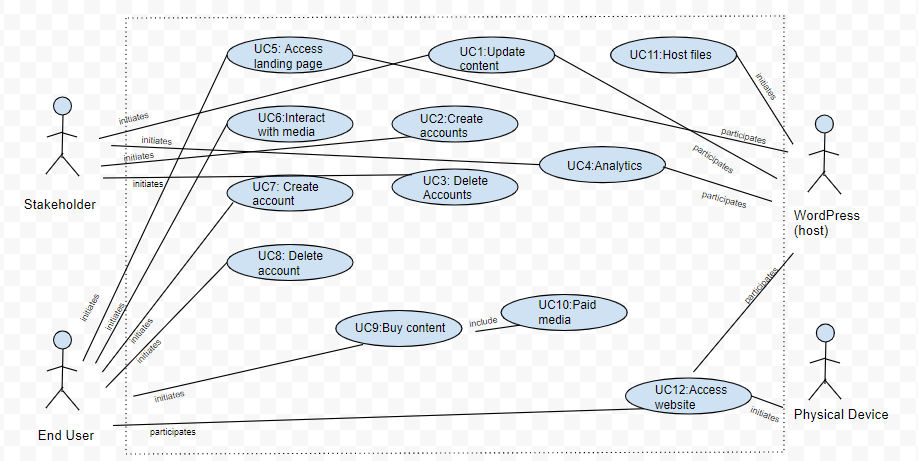 UC5: Access
landing page
UC1:Update
content
UC11:Host files
initiates
initiates
UC6:Interact
with media
UC2:Create
accounts
participates
initiates
initiates
UC4:Analytics
participates
initiates
UC7: Create
account
UC3: Delete
Accounts
participates
Stakeholder
WordPress
(host)
UC8: Delete
account
participates
initiates
initiates
initiates
initiates
UC9:Buy content
include
UC10:Paid
media
UC12:Access
website
initiates
initiates
Physical Device
End User
participates